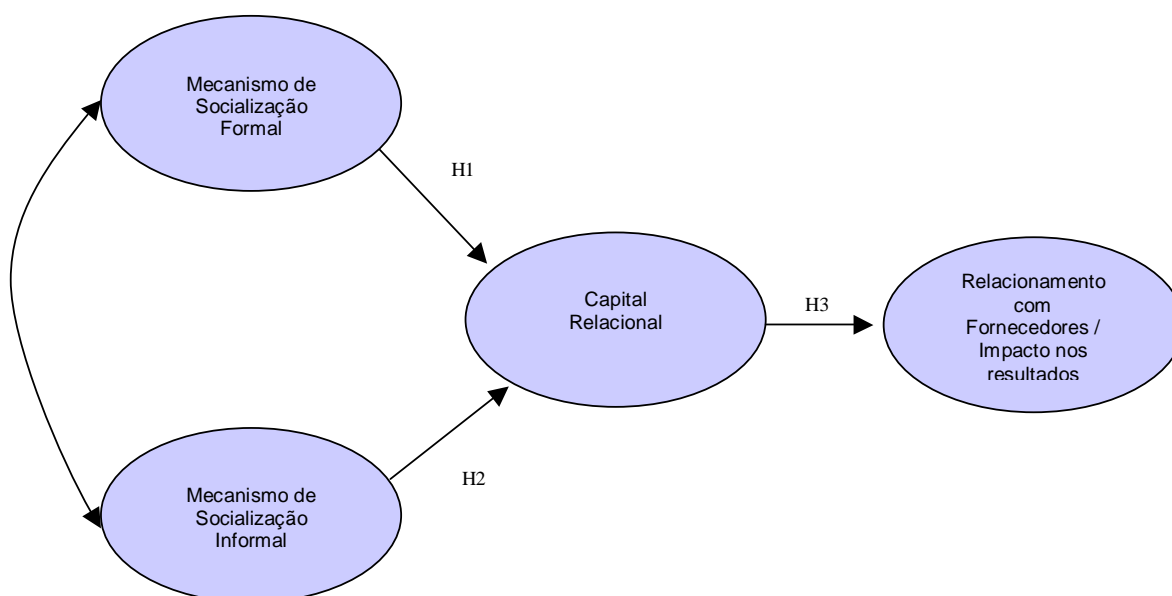 Mecanismo de
Socialização
Formal
H1
Capital
Relacional
H3
Relacionamento
com
Fornecedores /
Impacto nos
resultados
H2
Mecanismo de
Socialização
Informal